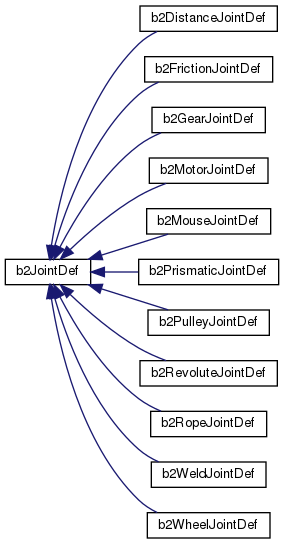 b2DistanceJointDef
b2FrictionJointDef
b2GearJointDef
b2MotorJointDef
b2MouseJointDef
b2JointDef
b2PrismaticJointDef
b2PulleyJointDef
b2RevoluteJointDef
b2RopeJointDef
b2WeldJointDef
b2WheelJointDef